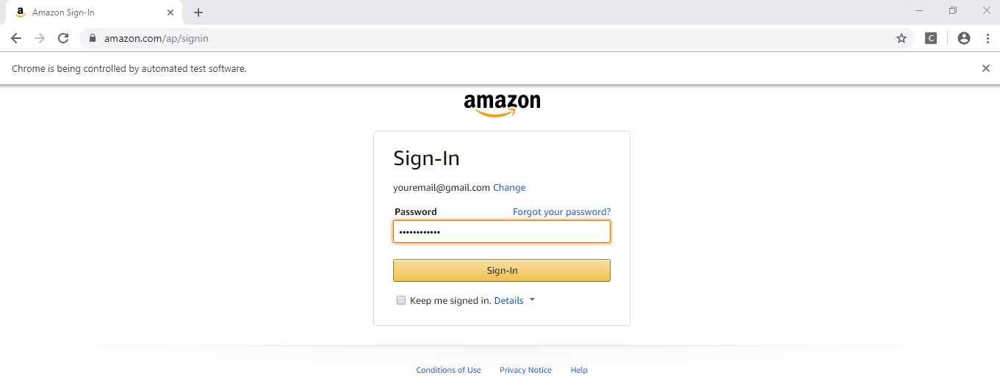 Amazon Sign-In
amazon.com/ap/signin
C
Chrome is being controlled by automated test software.
amazon
Sign-In
youremail@gmail.com Change
Password Forgot your password?
••••••••••••
Sign-In
Keep me signed in. Details
Conditions of Use Privacy Notice Help